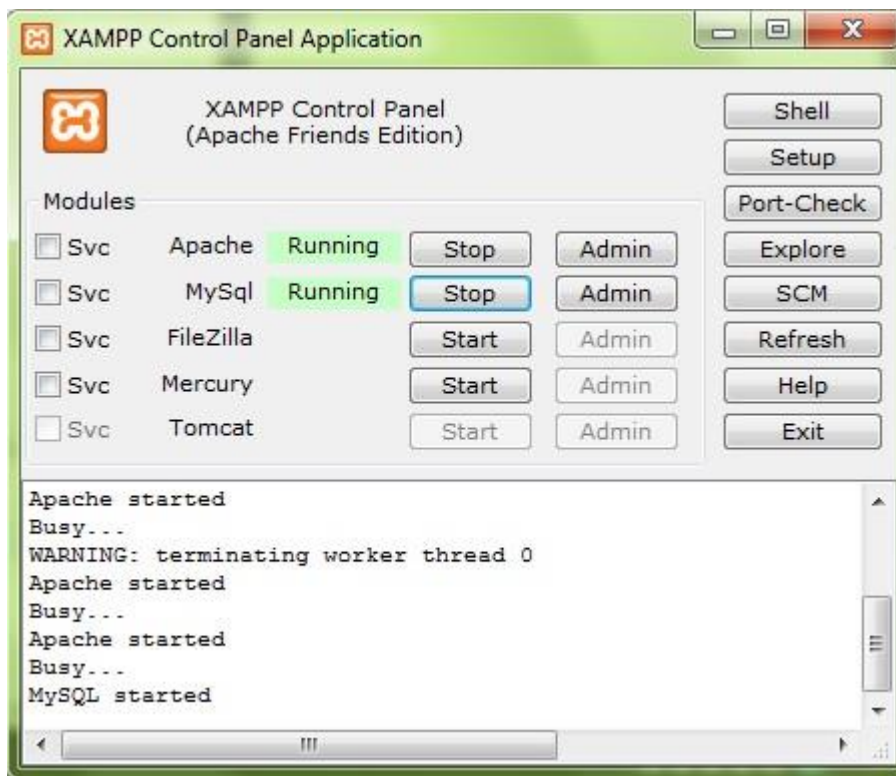 XAMPP Control Panel Application
XAMPP Control Panel
(Apache Friends Edition)
Shell
Setup
Port-Check
Modules
Svc Apache Running Stop Admin Explore
Svc MySql Running Stop Admin SCM
Svc FileZilla Start Admin Refresh
Svc Mercury Start Admin Help
Svc Tomcat Start Admin Exit
Apache started
Busy...
WARNING: terminating worker thread 0
Apache started
Busy...
Apache started
Busy...
MySQL started